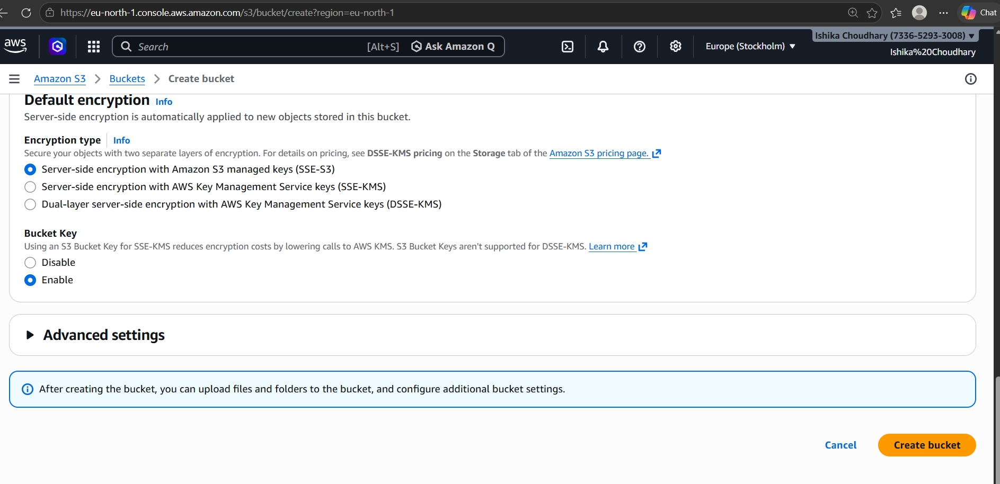 https://eu-north-1.console.aws.amazon.com/s3/bucket/create?region=eu-north-1
Chat
aws
Search
[Alt+S]
Ask Amazon Q
Europe (Stockholm)
Ishika Choudhary (7336-5293-3008)
Ishika%20Choudhary
Amazon S3 > Buckets > Create bucket
Default encryption Info
Server-side encryption is automatically applied to new objects stored in this bucket.
Encryption type Info
Secure your objects with two separate layers of encryption. For details on pricing, see DSSE-KMS pricing on the Storage tab of the Amazon S3 pricing page.
Server-side encryption with Amazon S3 managed keys (SSE-S3)
Server-side encryption with AWS Key Management Service keys (SSE-KMS)
Dual-layer server-side encryption with AWS Key Management Service keys (DSSE-KMS)
Bucket Key
Using an S3 Bucket Key for SSE-KMS reduces encryption costs by lowering calls to AWS KMS. S3 Bucket Keys aren't supported for DSSE-KMS. Learn more
Disable
Enable
Advanced settings
After creating the bucket, you can upload files and folders to the bucket, and configure additional bucket settings.
Cancel
Create bucket